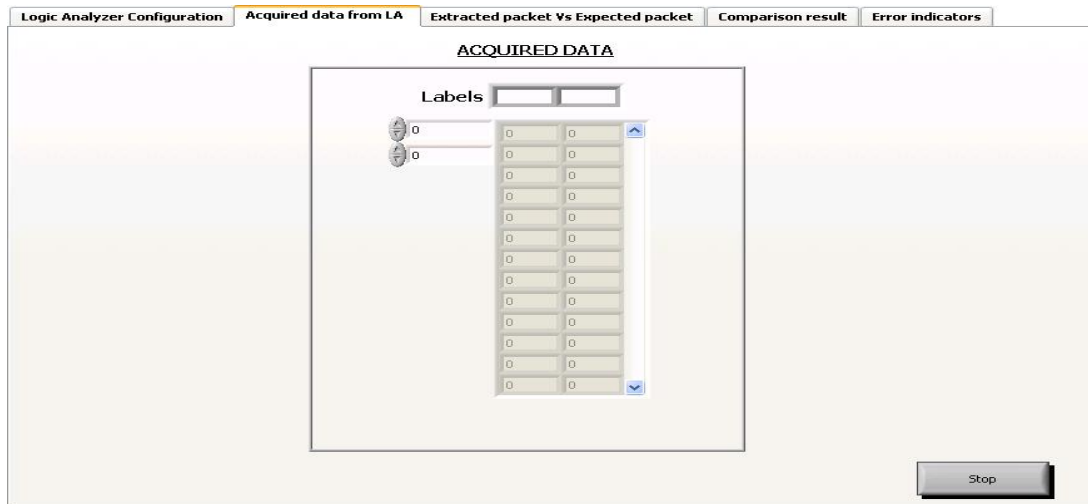 Logic Analyzer Configuration Acquired data from LA Extracted packet Vs Expected packet Comparison result Error indicators
ACQUIRED DATA
Labels
0 0 0
0 0 0
0 0
0 0
0 0
0 0
0 0
0 0
0 0
0 0
0 0
0 0
0 0
Stop